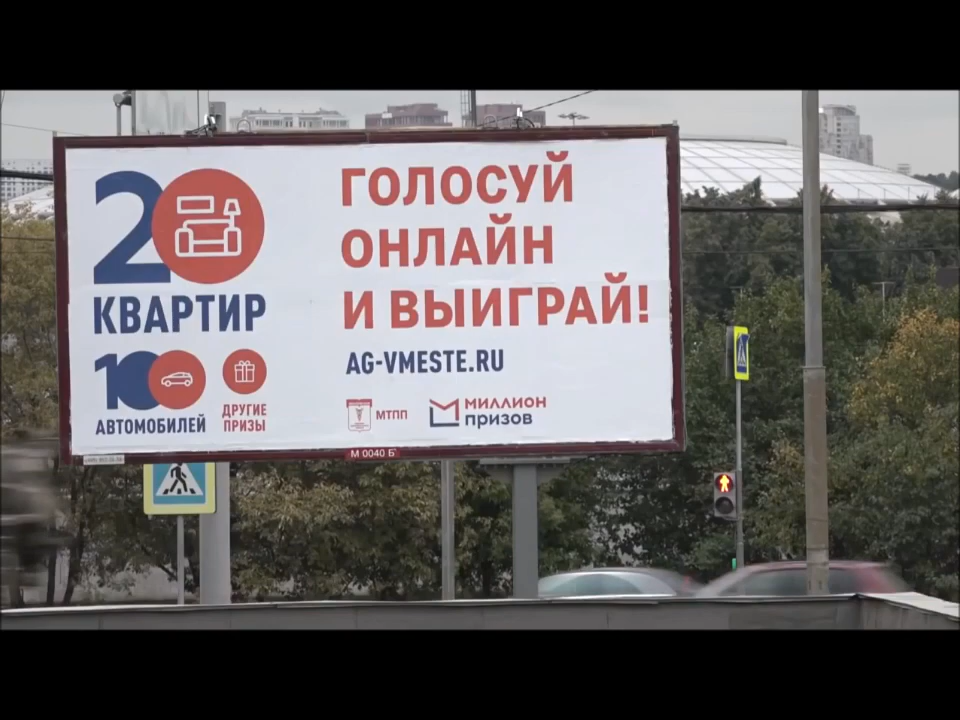 20
КВАРТИР
100
АВТОМОБИЛЕЙ
ДРУГИЕ
ПРИЗЫ
ГОЛОСУЙ
ОНЛАЙН
И ВЫИГРАЙ!
AG-VMESTE.RU
МТПП
МИЛЛИОН
ПРИЗОВ
М 0040 Б